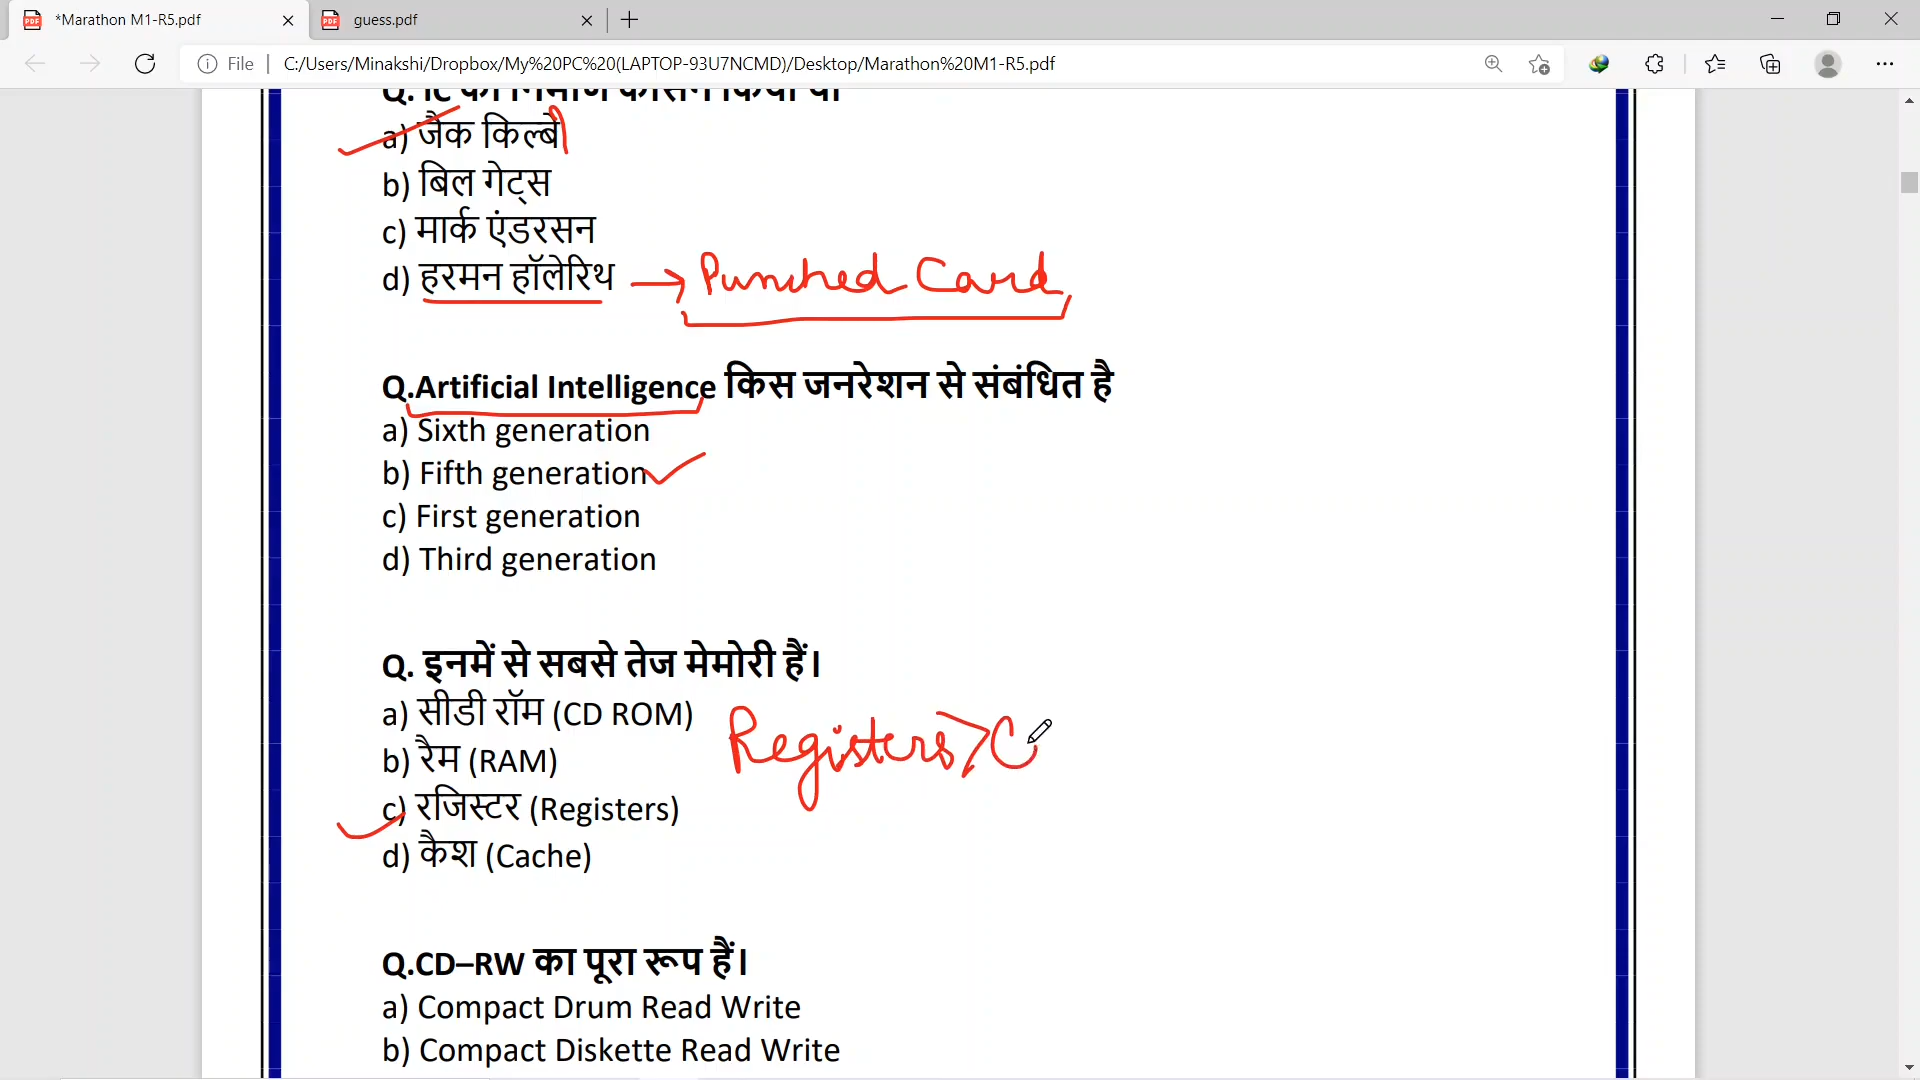 *Marathon M1-R5.pdf
guess.pdf
File C:/Users/Minakshi/Dropbox/My%20PC%20(LAPTOP-93U7NCMD)/Desktop/Marathon%20M1-R5.pdf
Q. IC का निर्माण किसने किया था
a) जैक किल्बे
b) बिल गेट्स
c) मार्क एंडरसन
d) हरमन हॉलेरिथ → Punched Card
Q.Artificial Intelligence किस जनरेशन से संबंधित है
a) Sixth generation
b) Fifth generation
c) First generation
d) Third generation
Q. इनमें से सबसे तेज मेमोरी हैं।
a) सीडी रॉम (CD ROM)
b) रैम (RAM)
Registers > C
c) रजिस्टर (Registers)
d) कैश (Cache)
Q.CD–RW का पूरा रूप हैं।
a) Compact Drum Read Write
b) Compact Diskette Read Write